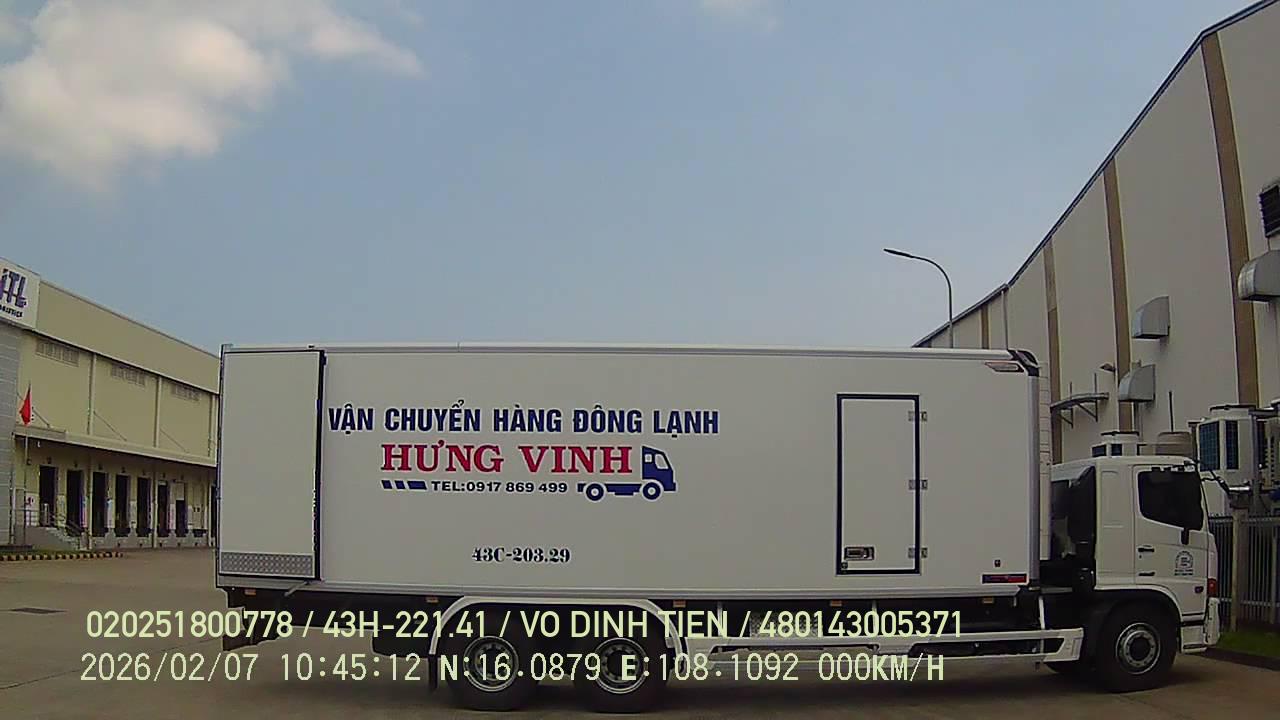 ITL
VẬN CHUYỂN HÀNG ĐÔNG LẠNH
HƯNG VINH
TEL:0917 869 499
43C-203.29
020251800778 / 43H-221.41 / VO DINH TIEN / 480143005371
2026/02/07 10:45:12 N:16.0879 E:108.1092 000KM/H